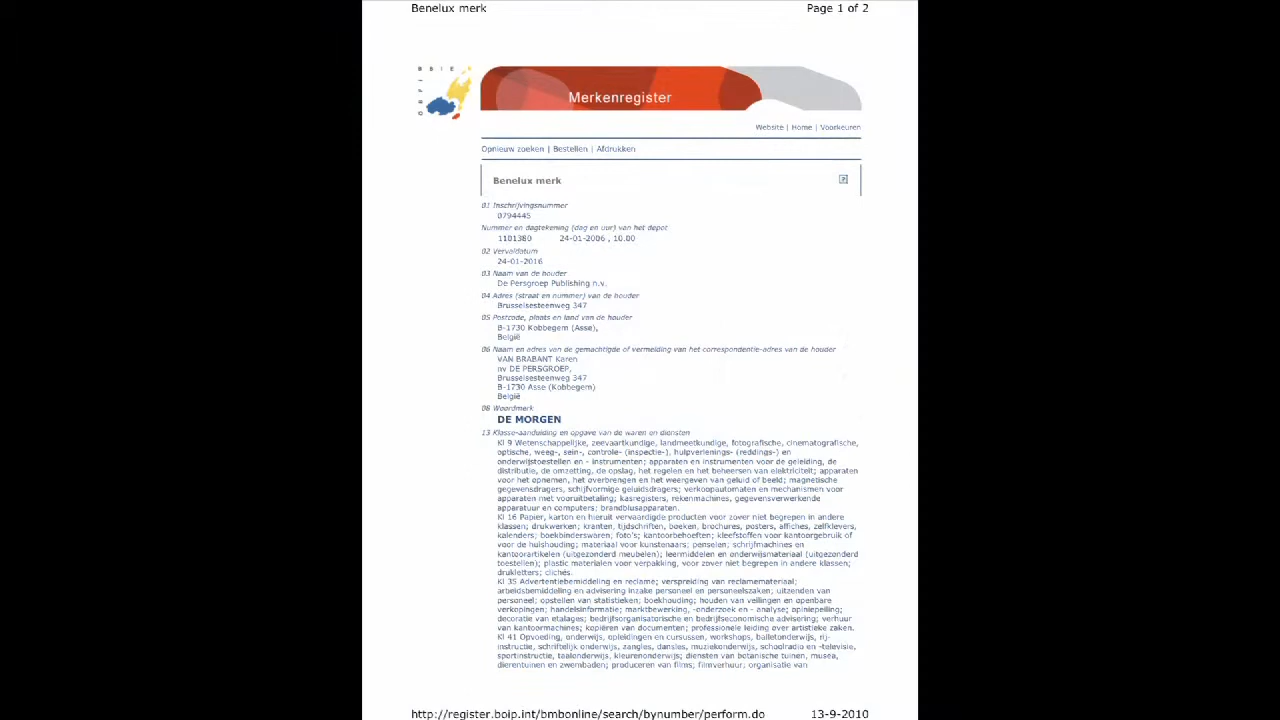 Benelux merk
Page 1 of 2
BBIE
OBPI
Merkenregister
Website | Home | Voorkeuren
Opnieuw zoeken | Bestellen | Afdrukken
Benelux merk
01 Inschrijvingsnummer
0794445
Nummer en dagtekening (dag en uur) van het depot
1101380 24-01-2006 , 10.00
02 Vervaldatum
24-01-2016
03 Naam van de houder
De Persgroep Publishing n.v.
04 Adres (straat en nummer) van de houder
Brusselsesteenweg 347
05 Postcode, plaats en land van de houder
B-1730 Kobbegem (Asse),
België
06 Naam en adres van de gemachtigde of vermelding van het correspondentie-adres van de houder
VAN BRABANT Karen
nv DE PERSGROEP,
Brusselsesteenweg 347
B-1730 Asse (Kobbegem)
België
08 Woordmerk
DE MORGEN
13 Klasse-aanduiding en opgave van de waren en diensten
Kl 9 Wetenschappelijke, zeevaartkundige, landmeetkundige, fotografische, cinematografische,
optische, weeg-, sein-, controle- (inspectie-), hulpverlenings- (reddings-) en
onderwijstoestellen en - instrumenten; apparaten en instrumenten voor de geleiding, de
distributie, de omzetting, de opslag, het regelen en het beheersen van elektriciteit; apparaten
voor het opnemen, het overbrengen en het weergeven van geluid of beeld; magnetische
gegevensdragers, schijfvormige geluidsdragers; verkoopautomaten en mechanismen voor
apparaten met vooruitbetaling; kasregisters, rekenmachines, gegevensverwerkende
apparatuur en computers; brandblusapparaten.
Kl 16 Papier, karton en hieruit vervaardigde producten voor zover niet begrepen in andere
klassen; drukwerken; kranten, tijdschriften, boeken, brochures, posters, affiches, zelfklevers,
kalenders; boekbinderswaren; foto's; kantoorbehoeften; kleefstoffen voor kantoorgebruik of
voor de huishouding; materiaal voor kunstenaars; penselen; schrijfmachines en
kantoorartikelen (uitgezonderd meubelen); leermiddelen en onderwijsmateriaal (uitgezonderd
toestellen); plastic materialen voor verpakking, voor zover niet begrepen in andere klassen;
drukletters; clichés.
Kl 35 Advertentiebemiddeling en reclame; verspreiding van reclamemateriaal;
arbeidsbemiddeling en advisering inzake personeel en personeelszaken; uitzenden van
personeel; opstellen van statistieken; boekhouding; houden van veilingen en openbare
verkopingen; handelsinformatie; marktbewerking, -onderzoek en - analyse; opiniepeiling;
decoratie van etalages; bedrijfsorganisatorische en bedrijfseconomische advisering; verhuur
van kantoormachines; kopiëren van documenten; professionele leiding over artistieke zaken.
Kl 41 Opvoeding, onderwijs, opleidingen en cursussen, workshops, balletonderwijs, rij-
instructie, schriftelijk onderwijs, zangles, dansles, muziekonderwijs, schoolradio en -televisie,
sportinstructie, taalonderwijs, kleurenonderwijs; diensten van botanische tuinen, musea,
dierentuinen en zwembaden; produceren van films; filmverhuur; organisatie van
http://register.boip.int/bmbonline/search/bynumber/perform.do
13-9-2010